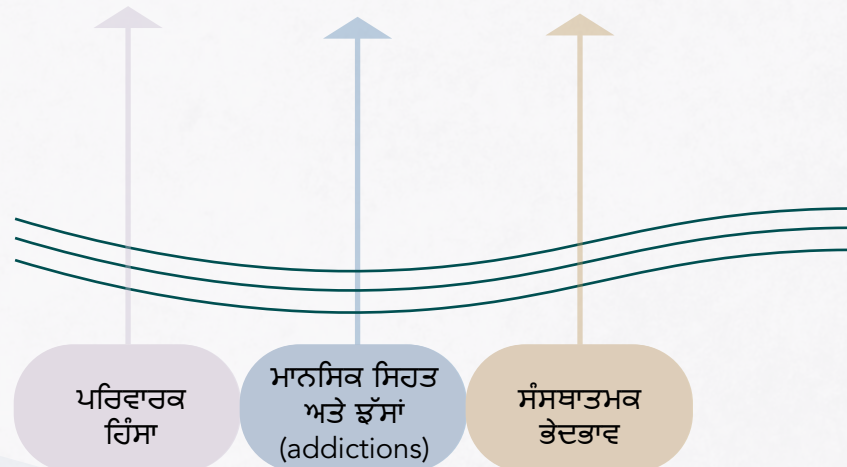 ਪਰਿਵਾਰਕ
ਹਿੰਸਾ
ਮਾਨਸਿਕ ਸਿਹਤ
ਅਤੇ ਝੁੱਸਾਂ
(addictions)
ਸੰਸਥਾਤਮਕ
ਭੇਦਭਾਵ